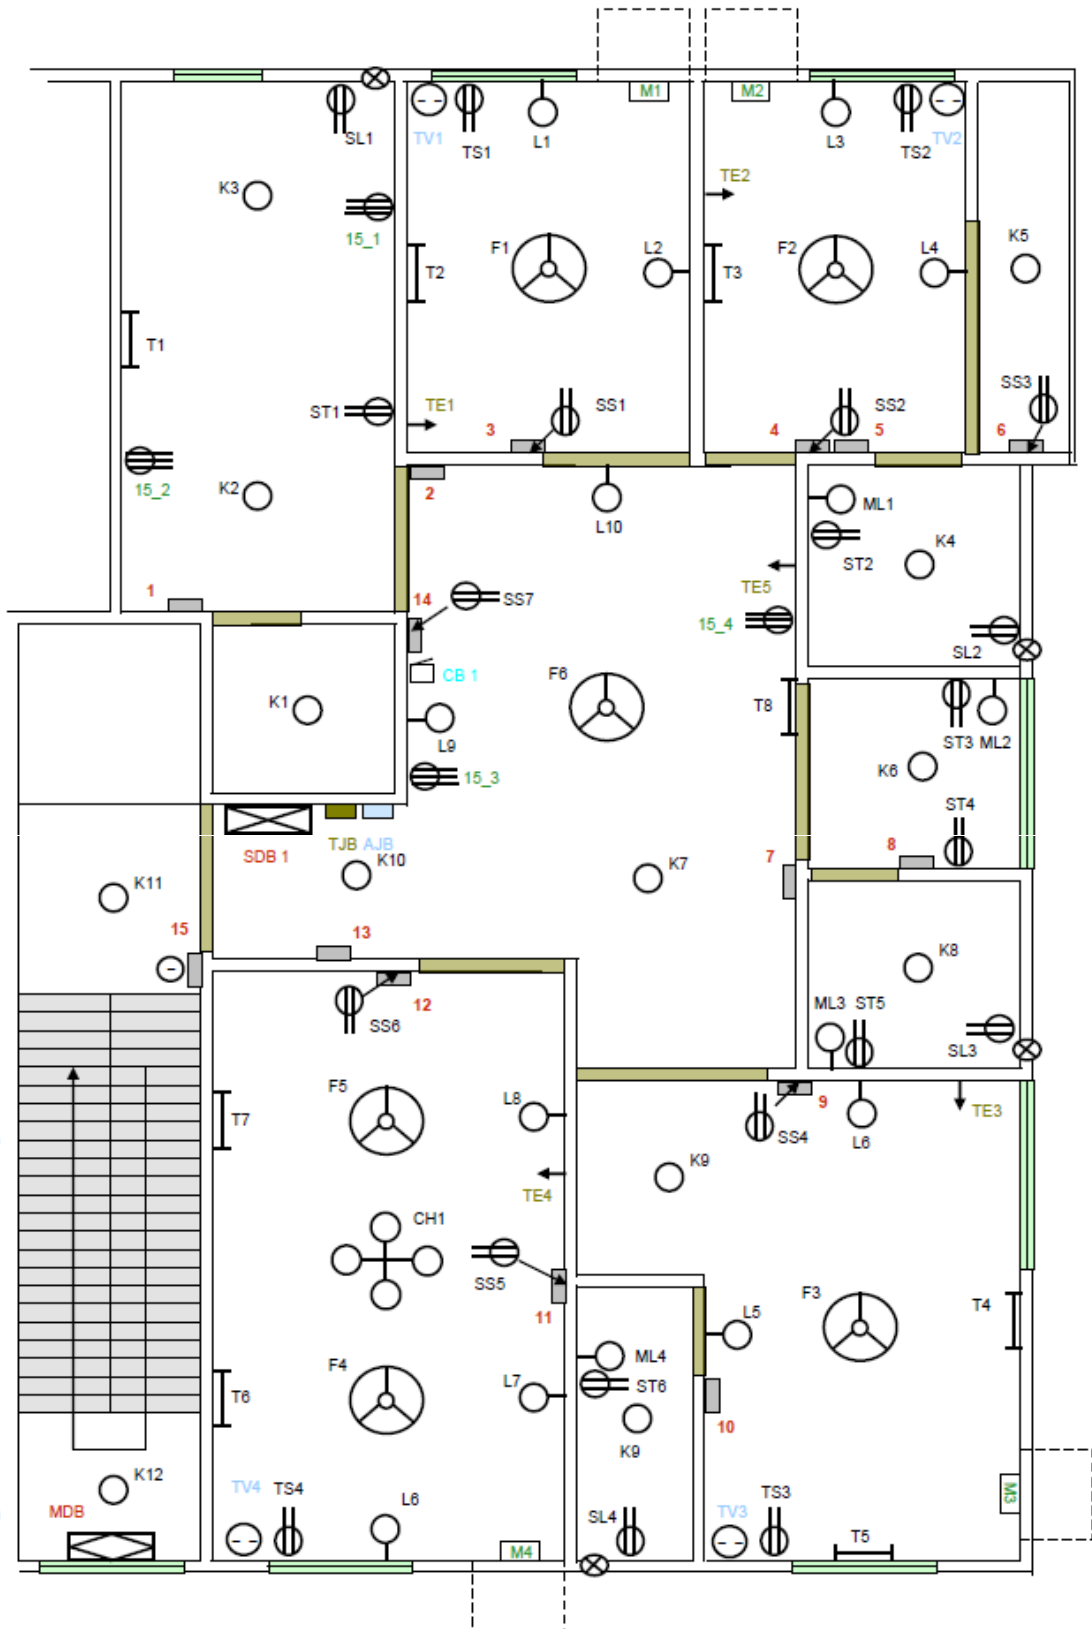 M1
M2
SL1
TV1
TS1
L1
L3
TS2
TV2
K3
TE2
15_1
F1
L2
T2
T3
F2
L4
K5
T1
ST1
TE1
3
SS1
4
SS2
5
SS3
6
15_2
K2
2
L10
ML1
ST2
K4
1
14
SS7
TE5
15_4
SL2
CB 1
F6
K1
L9
T8
ST3
ML2
K6
15_3
ST4
SDB 1
TJB
AJB
K10
K7
7
8
K11
15
13
K8
12
SS6
ML3
ST5
SL3
F5
L8
T7
SS4
9
L6
TE3
K9
TE4
CH1
SS5
11
F3
T4
L5
F4
ML4
ST6
L7
T6
10
K9
K12
MDB
TV4
TS4
L6
SL4
TV3
TS3
M3
T5
M4